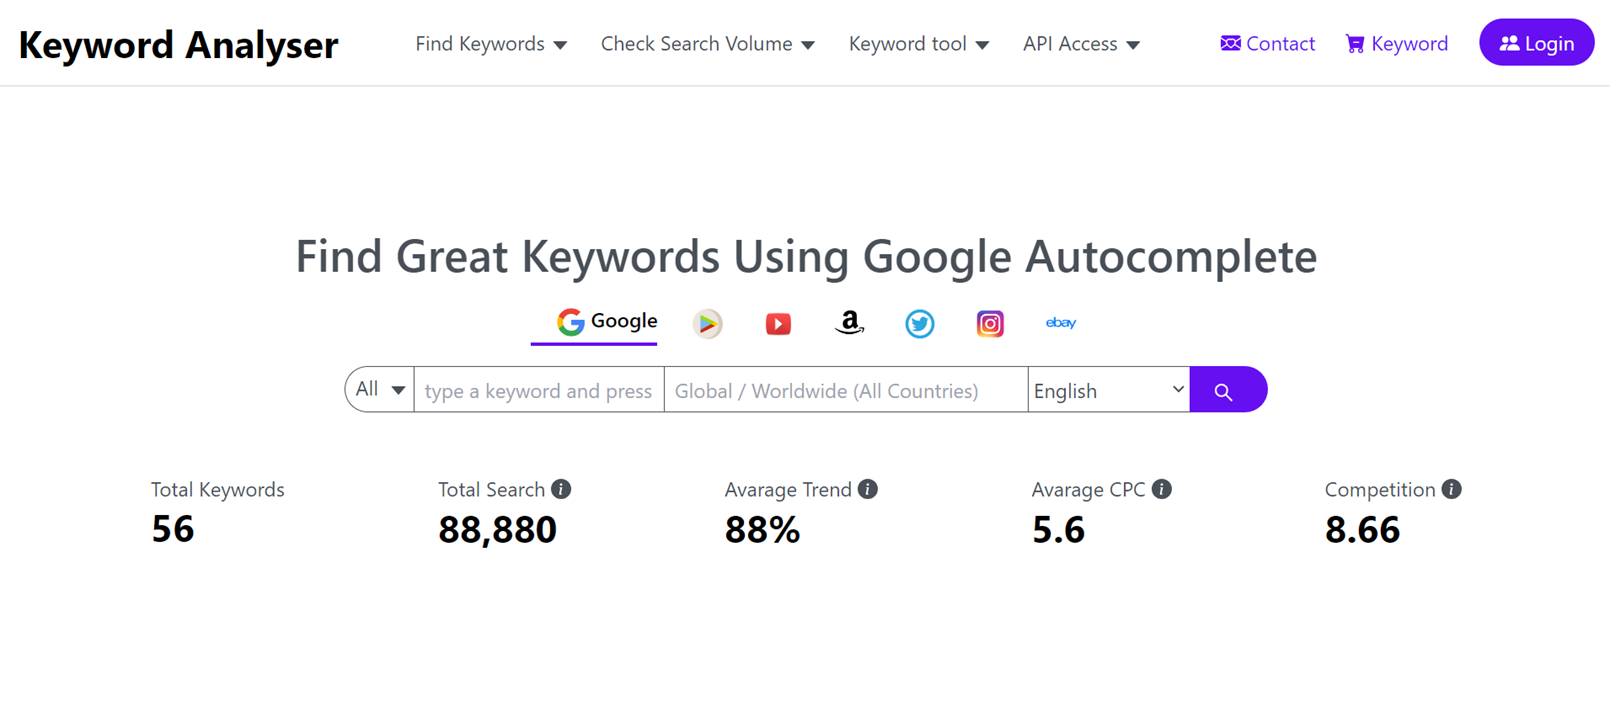 Keyword Analyser Find Keywords Check Search Volume Keyword tool API Access Contact Keyword Login
Find Great Keywords Using Google Autocomplete
Google a ebay
All type a keyword and press Global / Worldwide (All Countries) English
Total Keywords Total Search i Avarage Trend i Avarage CPC i Competition i
56 88,880 88% 5.6 8.66